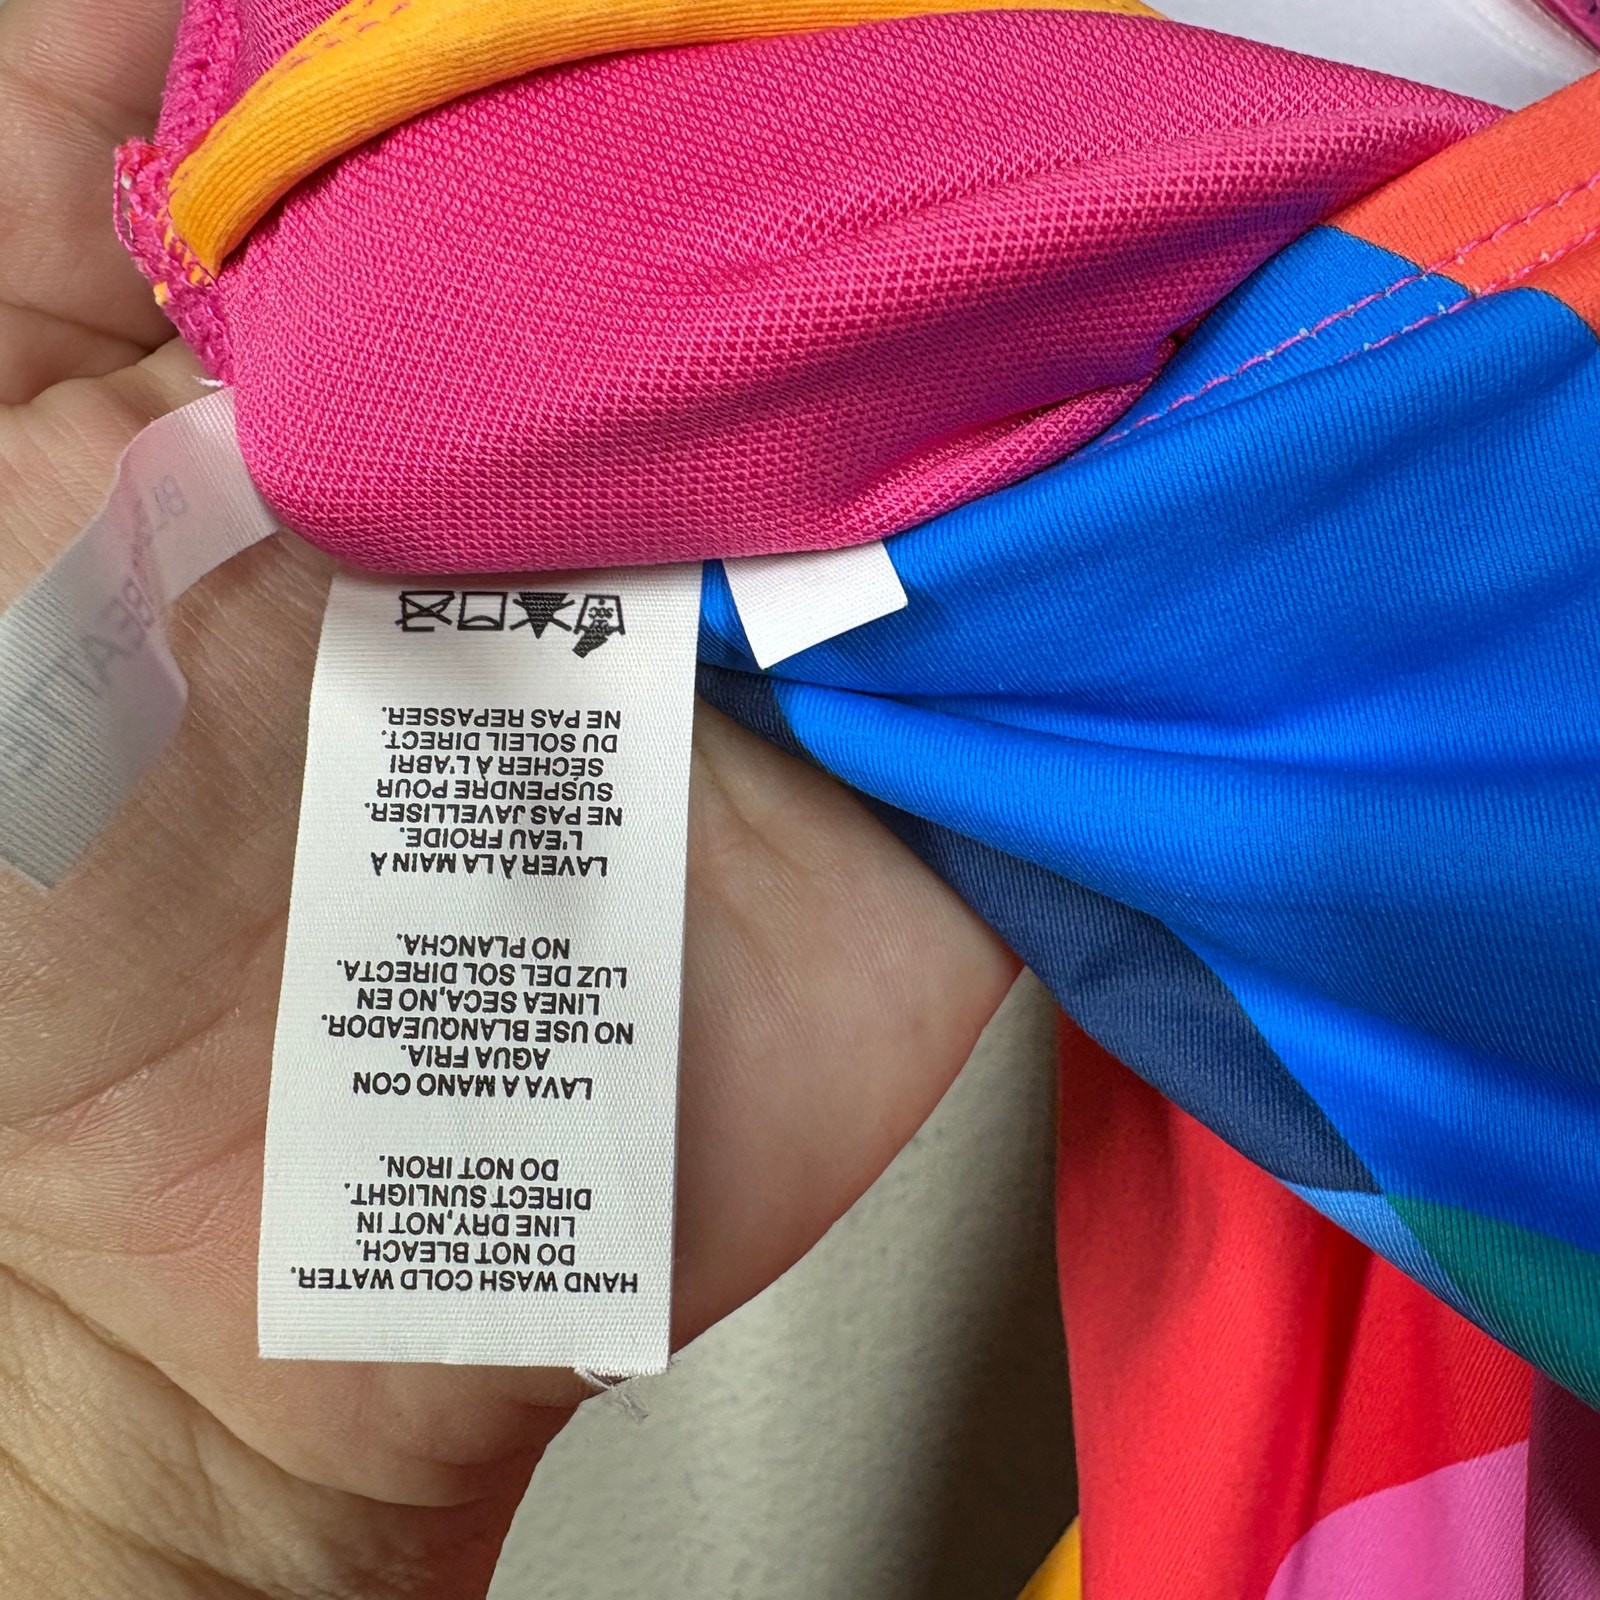 HAND WASH COLD WATER.
DO NOT BLEACH.
LINE DRY, NOT IN
DIRECT SUNLIGHT.
DO NOT IRON.
LAVA A MANO CON
AGUA FRIA.
NO USE BLANQUEADOR.
LINEA SECA,NO EN
LUZ DEL SOL DIRECTA.
NO PLANCHA.
LAVER À LA MAIN À
L'EAU FROIDE.
NE PAS JAVELLISER.
SUSPENDRE POUR
SÉCHER À L'ABRI
DU SOLEIL DIRECT.
NE PAS REPASSER.